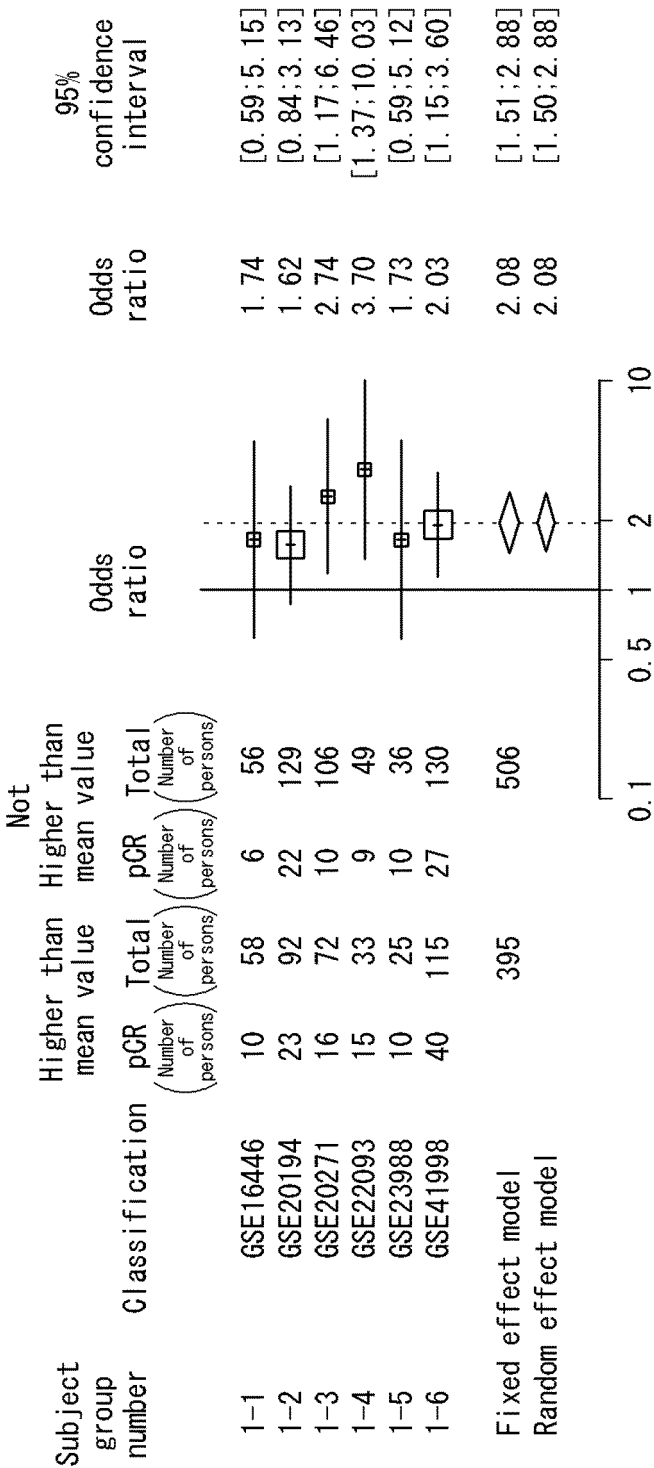 Subject group number
Classification
Higher than mean value
pCR (Number of persons)
Total (Number of persons)
Not Higher than mean value
pCR (Number of persons)
Total (Number of persons)
Odds ratio
Odds ratio
95% confidence interval
1-1 GSE16446 10 58 6 56 1.74 [0.59;5.15]
1-2 GSE20194 23 92 22 129 1.62 [0.84;3.13]
1-3 GSE20271 16 72 10 106 2.74 [1.17;6.46]
1-4 GSE22093 15 33 9 49 3.70 [1.37;10.03]
1-5 GSE23988 10 25 10 36 1.73 [0.59;5.12]
1-6 GSE41998 40 115 27 130 2.03 [1.15;3.60]
Fixed effect model 395 506 2.08 [1.51;2.88]
Random effect model 2.08 [1.50;2.88]
0.1 0.5 1 2 10